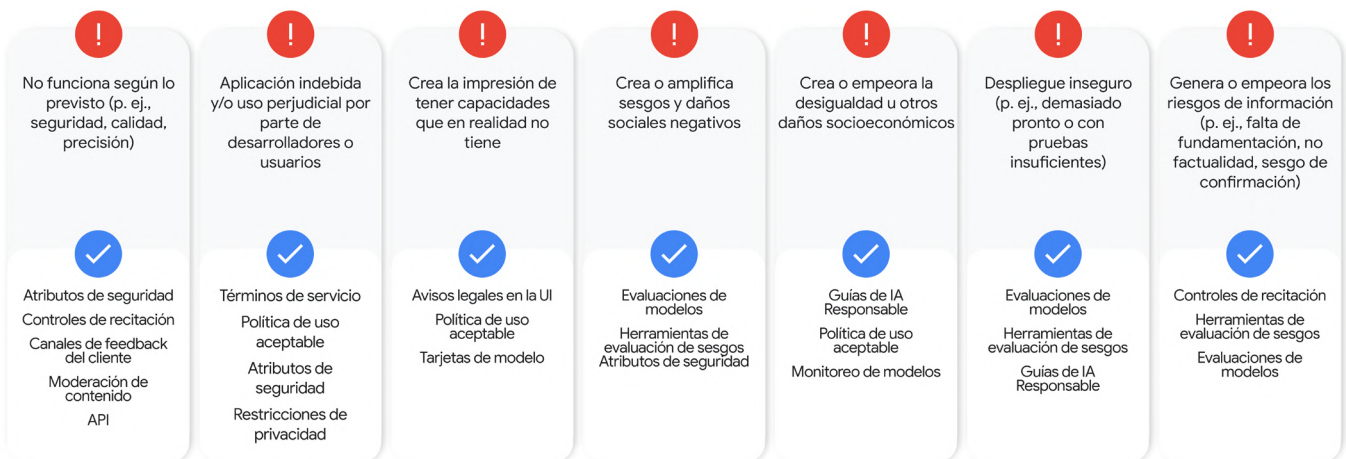 No funciona según lo
previsto (p. ej.,
seguridad, calidad,
precisión)
Atributos de seguridad
Controles de recitación
Canales de feedback
del cliente
Moderación de
contenido
API
Aplicación indebida
y/o uso perjudicial por
parte de
desarrolladores o
usuarios
Términos de servicio
Política de uso
aceptable
Atributos de
seguridad
Restricciones de
privacidad
Crea la impresión de
tener capacidades
que en realidad no
tiene
Avisos legales en la UI
Política de uso
aceptable
Tarjetas de modelo
Crea o amplifica
sesgos y daños
sociales negativos
Evaluaciones de
modelos
Herramientas de
evaluación de sesgos
Atributos de seguridad
Crea o empeora la
desigualdad u otros
daños socioeconómicos
Guías de IA
Responsable
Política de uso
aceptable
Monitoreo de modelos
Despliegue inseguro
(p. ej., demasiado
pronto o con
pruebas
insuficientes)
Evaluaciones de
modelos
Herramientas de
evaluación de sesgos
Guías de IA
Responsable
Genera o empeora los
riesgos de información
(p. ej., falta de
fundamentación, no
factualidad, sesgo de
confirmación)
Controles de recitación
Herramientas de
evaluación de sesgos
Evaluaciones de
modelos